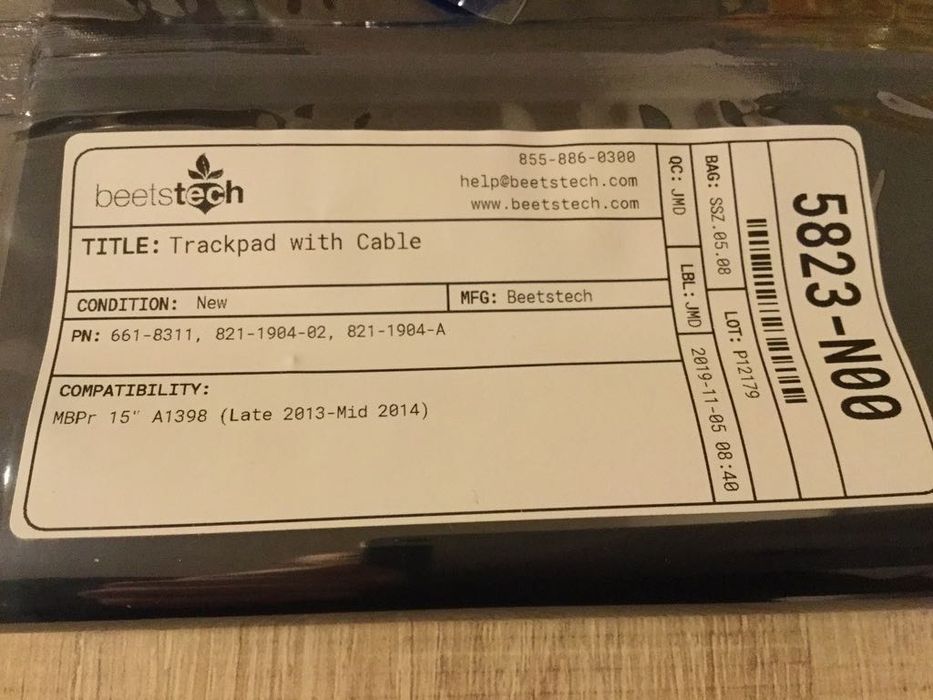 beetstech
855-886-0300
help@beetstech.com
www.beetstech.com
TITLE: Trackpad with Cable
CONDITION: New
MFG: Beetstech
PN: 661-8311, 821-1904-02, 821-1904-A
COMPATIBILITY:
MBPr 15" A1398 (Late 2013-Mid 2014)
QC: JMD
LBL: JMD
2019-11-05 08:40
BAG: SSZ.05.08
LOT: P12179
5823-N00